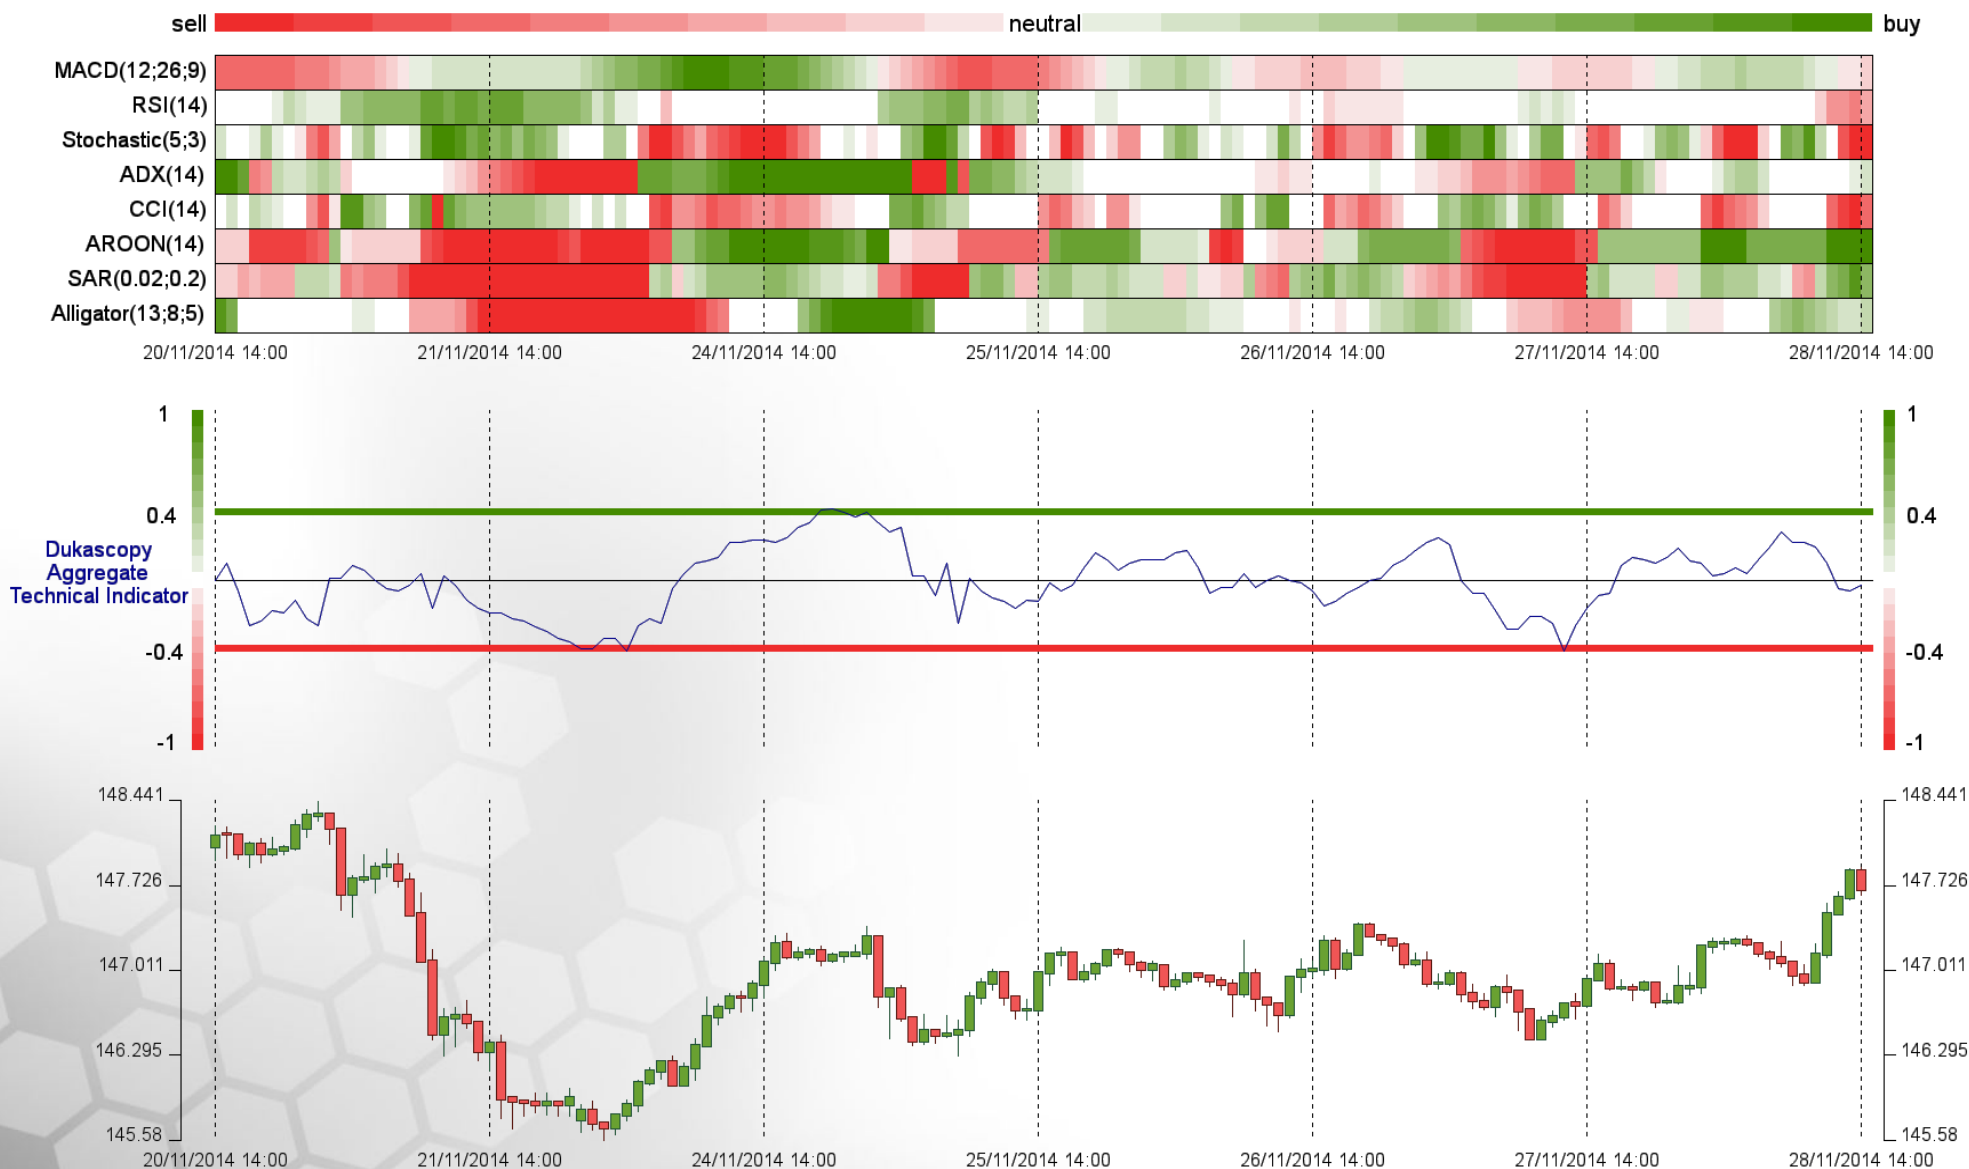 sell neutral buy
MACD(12;26;9)
RSI(14)
Stochastic(5;3)
ADX(14)
CCI(14)
AROON(14)
SAR(0.02;0.2)
Alligator(13;8;5)
20/11/2014 14:00 21/11/2014 14:00 24/11/2014 14:00 25/11/2014 14:00 26/11/2014 14:00 27/11/2014 14:00 28/11/2014 14:00
1 1
0.4 0.4
Dukascopy
Aggregate
Technical Indicator
-0.4 -0.4
-1 -1
148.441 148.441
147.726 147.726
147.011 147.011
146.295 146.295
145.58 145.58
20/11/2014 14:00 21/11/2014 14:00 24/11/2014 14:00 25/11/2014 14:00 26/11/2014 14:00 27/11/2014 14:00 28/11/2014 14:00